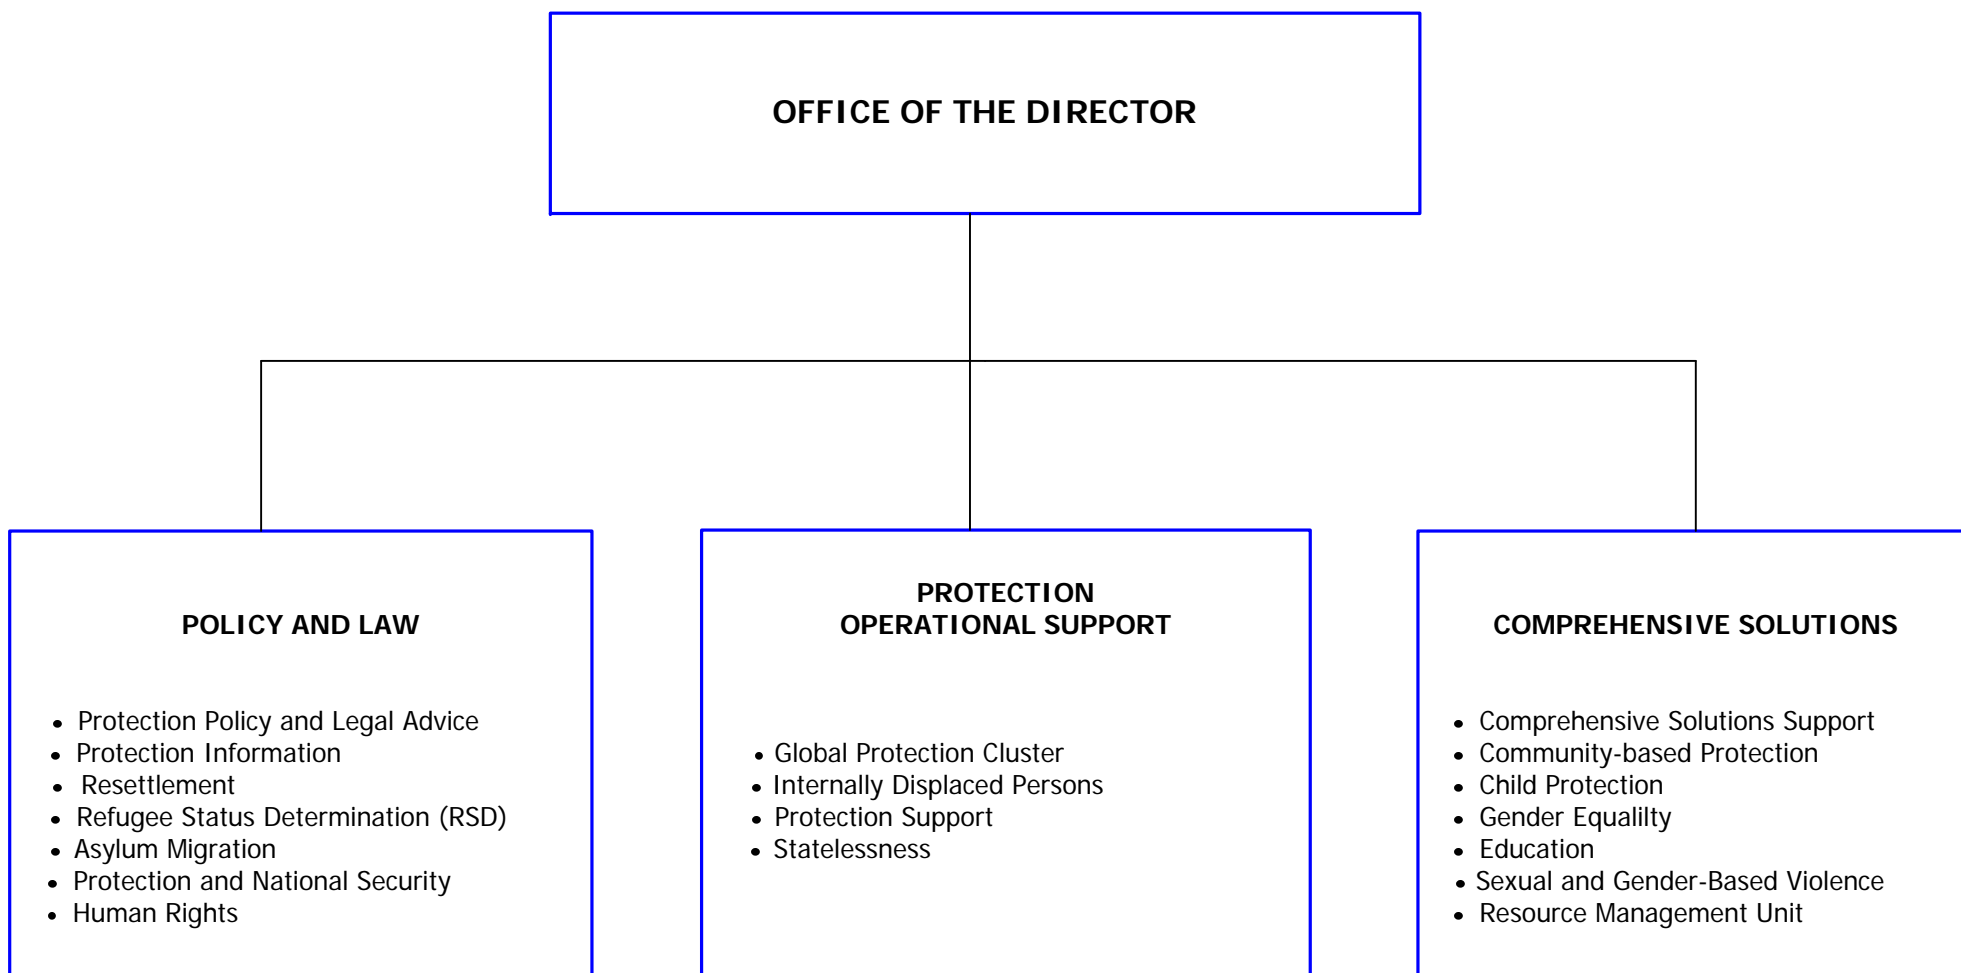 OFFICE OF THE DIRECTOR
POLICY AND LAW
• Protection Policy and Legal Advice
• Protection Information
• Resettlement
• Refugee Status Determination (RSD)
• Asylum Migration
• Protection and National Security
• Human Rights
PROTECTION
OPERATIONAL SUPPORT
• Global Protection Cluster
• Internally Displaced Persons
• Protection Support
• Statelessness
COMPREHENSIVE SOLUTIONS
• Comprehensive Solutions Support
• Community-based Protection
• Child Protection
• Gender Equalilty
• Education
• Sexual and Gender-Based Violence
• Resource Management Unit